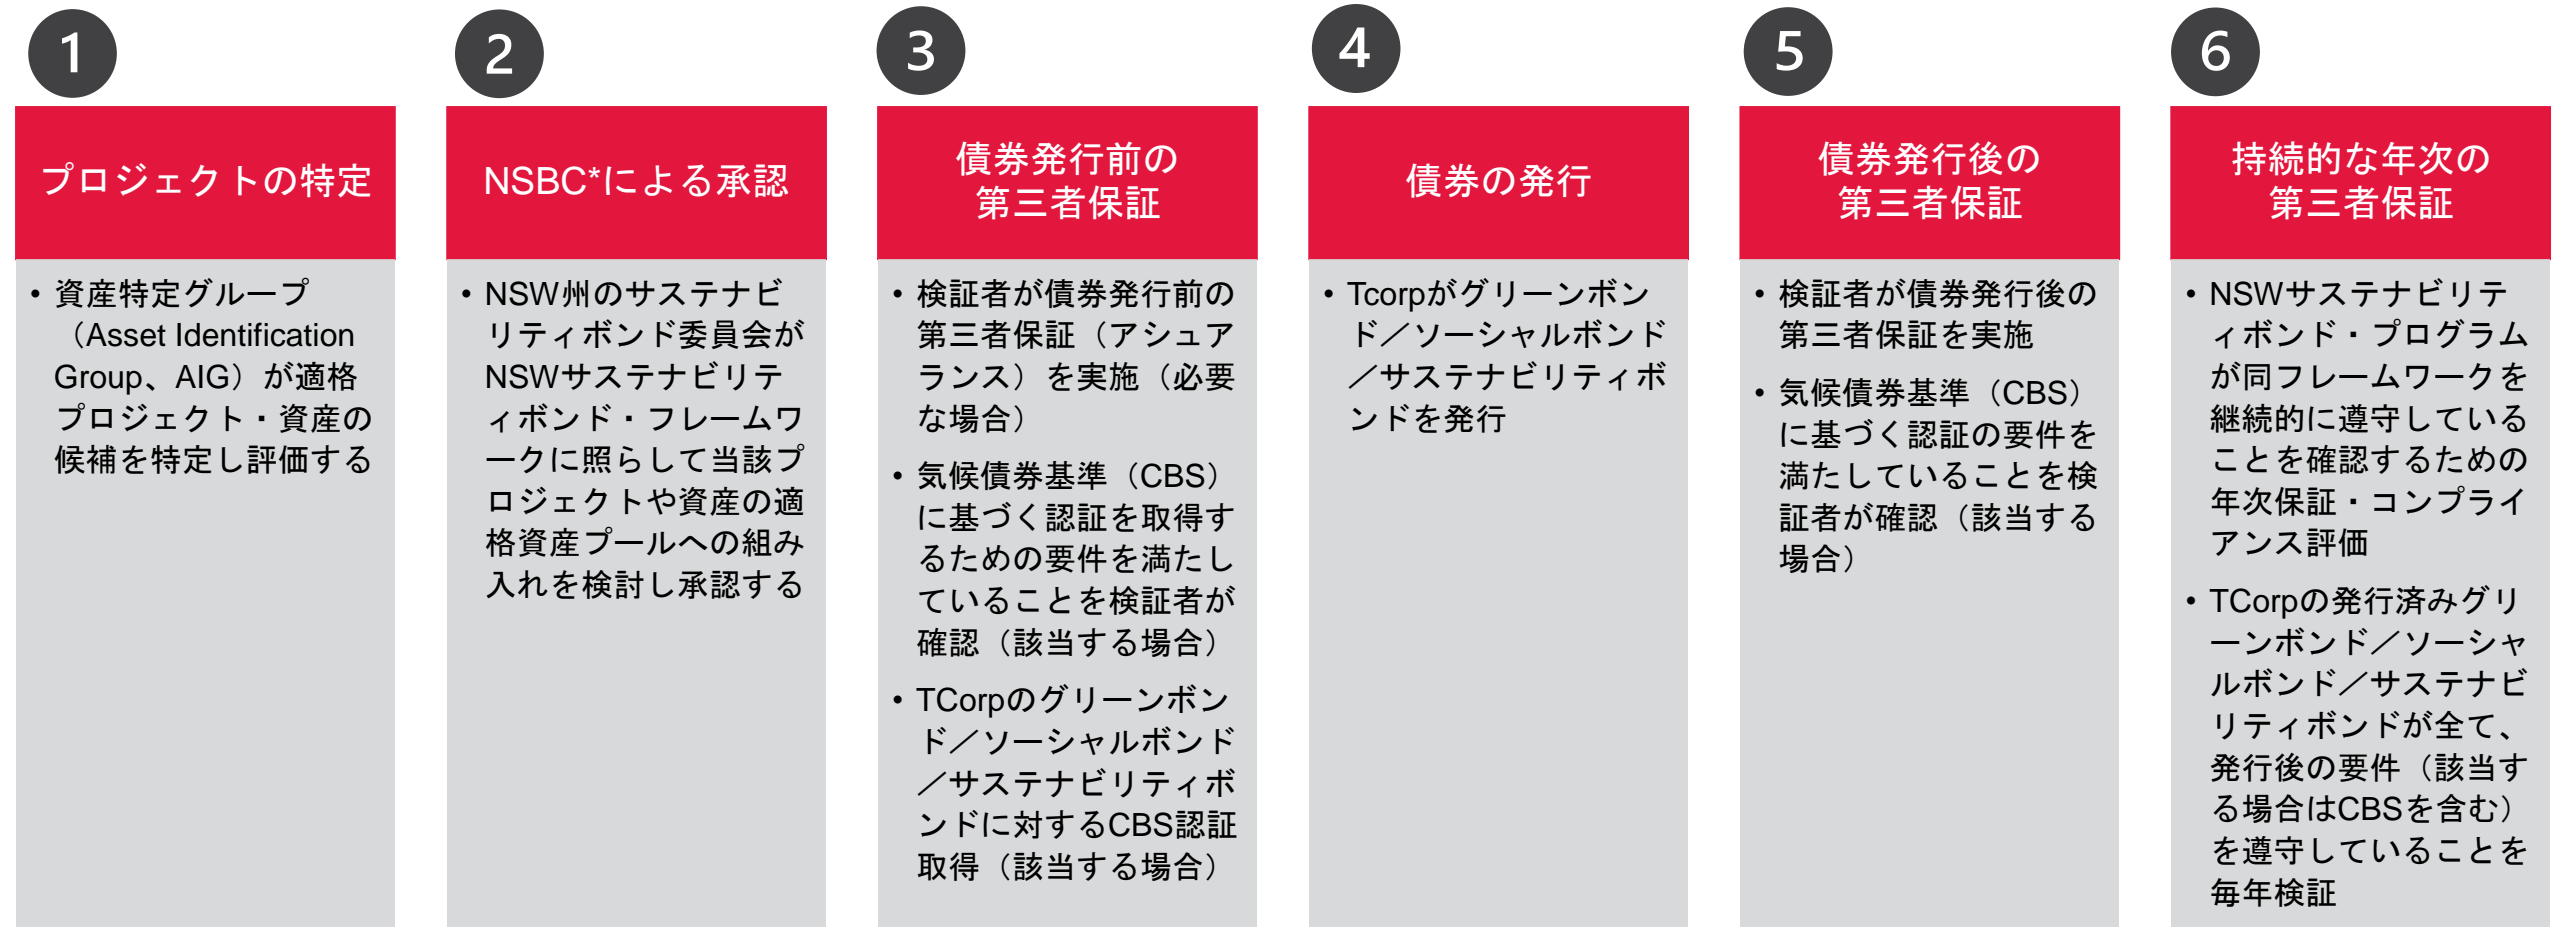 1
プロジェクトの特定
・資産特定グループ
（Asset Identification
Group、AIG）が適格
プロジェクト・資産の
候補を特定し評価する
2
NSBC*による承認
・NSW州のサステナビ
リティボンド委員会が
NSWサステナビリテ
ィボンド・フレームワ
ークに照らして当該プ
ロジェクトや資産の適
格資産プールへの組み
入れを検討し承認する
3
債券発行前の
第三者保証
・検証者が債券発行前の
第三者保証（アシュア
ランス）を実施（必要
な場合）
・気候債券基準（CBS）
に基づく認証を取得す
るための要件を満たし
ていることを検証者が
確認（該当する場合）
・TCorpのグリーンボン
ド／ソーシャルボンド
／サステナビリティボ
ンドに対するCBS認証
取得（該当する場合）
4
債券の発行
・Tcorpがグリーンボン
ド／ソーシャルボンド
／サステナビリティボ
ンドを発行
5
債券発行後の
第三者保証
・検証者が債券発行後の
第三者保証を実施
・気候債券基準（CBS）
に基づく認証の要件を
満たしていることを検
証者が確認（該当する
場合）
6
持続的な年次の
第三者保証
・NSWサステナビリテ
ィボンド・プログラム
が同フレームワークを
継続的に遵守している
ことを確認するための
年次保証・コンプライ
アンス評価
・TCorpの発行済みグリ
ーンボンド／ソーシャ
ルボンド／サステナビ
リティボンドが全て、
発行後の要件（該当す
る場合はCBSを含む）
を遵守していることを
毎年検証